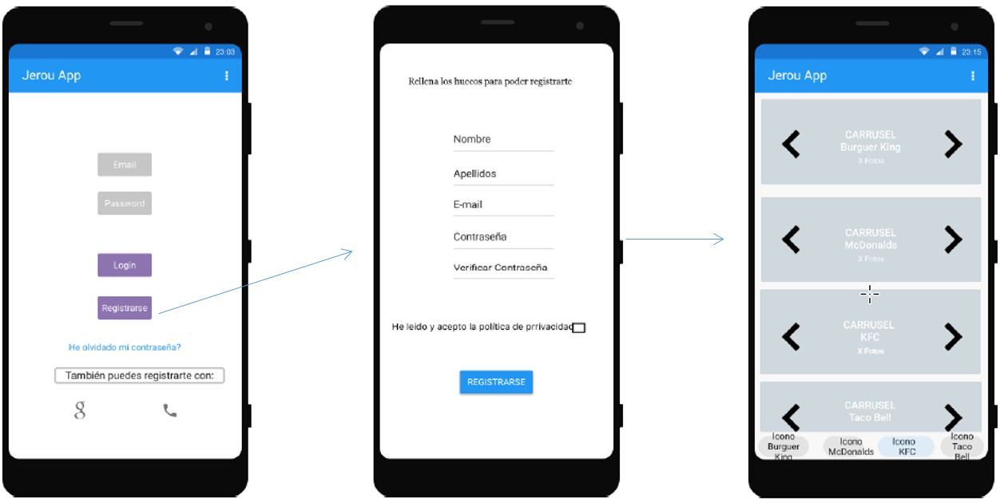 23:03
Jerou App
Email
Password
Login
Registrarse
He olvidado mi contraseña?
También puedes registrarte con:
g
Rellena los huecos para poder registrarte
Nombre
Apellidos
E-mail
Contraseña
Verificar Contraseña
He leido y acepto la política de prrivacidad
REGISTRARSE
23:15
Jerou App
CARRUSEL
Burguer King
X Fotos
CARRUSEL
McDonalds
X Fotos
CARRUSEL
KFC
X Fotos
CARRUSEL
Taco Bell
Icono
Burguer
King
Icono
McDonalds
Icono
KFC
Icono
Taco
Bell